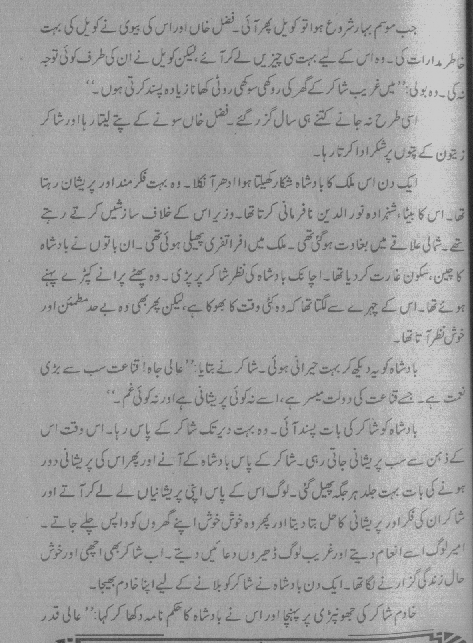 جب موسم بہار شروع ہوا تو کویل پھر آئی۔ فضل خاں اور اس کی بیوی نے کویل کی بہت
خاطر مدارات کی۔ وہ اس کے لیے بہت سی چیزیں لے کر آئے، لیکن کویل نے ان کی طرف کوئی توجہ
نہ کی۔ وہ بولی: ’’میں غریب شاکر کے گھر کی روکھی سوکھی روٹی کھانا زیادہ پسند کرتی ہوں۔‘‘
اسی طرح نہ جانے کتنے ہی سال گزر گئے۔ فضل خاں سونے کے پتے لیتا رہا اور شاکر
زیتون کے پتوں پر شکر ادا کرتا رہا۔
ایک دن اس ملک کا بادشاہ شکار کھیلتا ہوا ادھر آ نکلا۔ وہ بہت فکر مند اور پریشان رہتا
تھا۔ اس کا بیٹا، شہزادہ نور الدین نافرمانی کرتا تھا۔ وزیر اس کے خلاف سازشیں کرتے رہتے
تھے۔ شمالی علاقے میں بغاوت ہو گئی تھی۔ ملک میں افراتفری پھیلی ہوئی تھی۔ ان باتوں نے بادشاہ
کا چین، سکون غارت کر دیا تھا۔ اچانک بادشاہ کی نظر شاکر پر پڑی۔ وہ پھٹے پرانے کپڑے پہنے
ہوئے تھا۔ اس کے چہرے سے لگتا تھا کہ وہ کئی وقت کا بھوکا ہے، لیکن پھر بھی وہ بے حد مطمئن اور
خوش نظر آتا تھا۔
بادشاہ کو یہ دیکھ کر بہت حیرانی ہوئی۔ شاکر نے بتایا: ’’عالی جاہ! قناعت سب سے بڑی
نعمت ہے۔ جسے قناعت کی دولت میسر ہے، اسے نہ کوئی پریشانی ہے اور نہ کوئی غم۔‘‘
بادشاہ کو شاکر کی بات پسند آئی۔ وہ بہت دیر تک شاکر کے پاس رہا۔ اس وقت اس
کے ذہن سے سب پریشانی جاتی رہی۔ شاکر کے پاس بادشاہ کے آنے اور پھر اس کی پریشانی دور
ہونے کی بات بہت جلد ہر جگہ پھیل گئی۔ لوگ اس کے پاس اپنی پریشانیاں لے لے کر آتے اور
شاکر ان کی فکر اور پریشانی کا حل بتا دیتا اور پھر وہ خوش خوش اپنے گھروں کو واپس چلے جاتے۔
امیر لوگ اسے انعام دیتے اور غریب لوگ ڈھیروں دعائیں دیتے۔ اب شاکر بھی اچھی اور خوش
حال زندگی گزارنے لگا تھا۔ ایک دن بادشاہ نے شاکر کو بلانے کے لیے اپنا خادم بھیجا۔
خادم شاکر کی جھونپڑی پر پہنچا اور اس نے بادشاہ کا حکم نامہ دکھا کر کہا: ’’عالی قدر